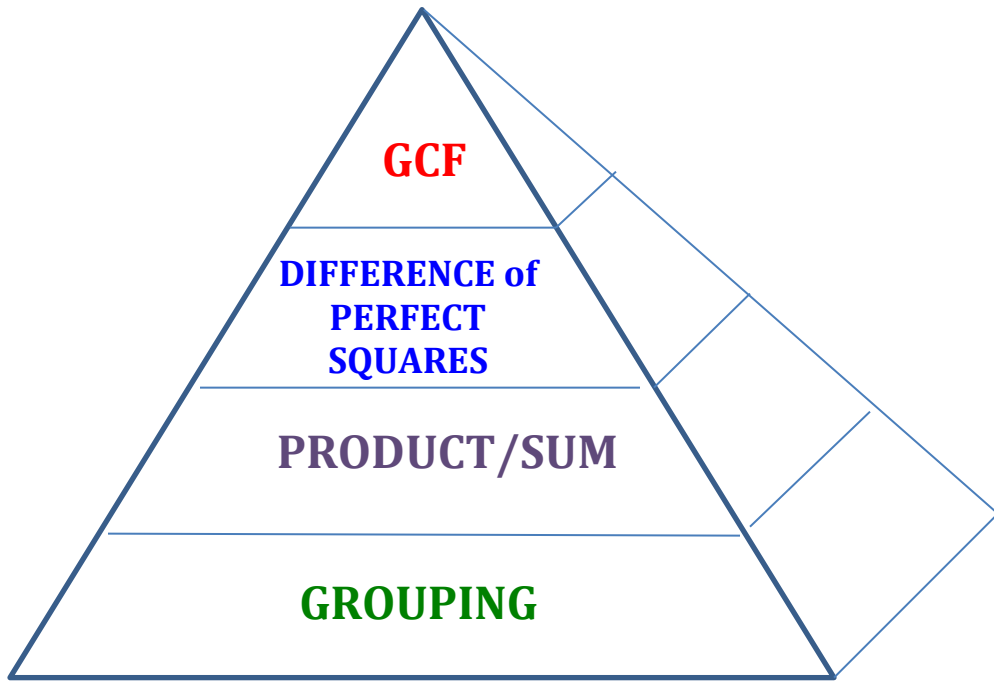 GCF
DIFFERENCE of
PERFECT
SQUARES
PRODUCT/SUM
GROUPING